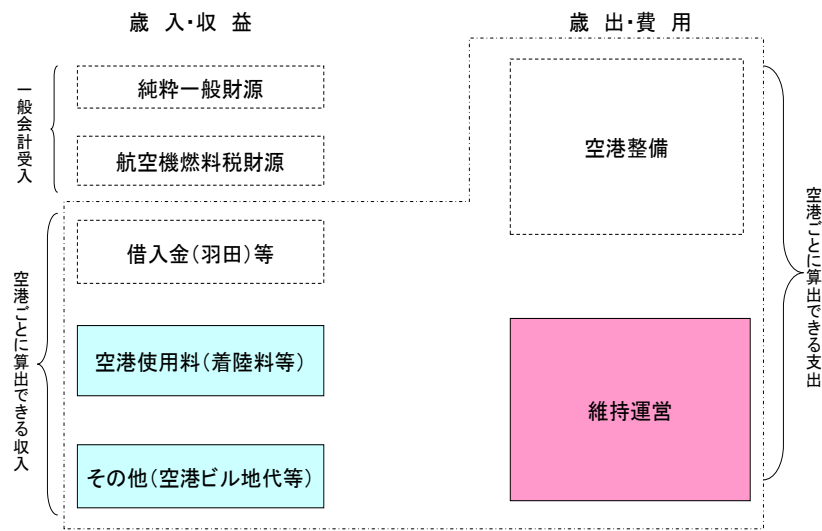 歳 入・収 益
歳 出・費 用
一般会計受入
純粋一般財源
航空機燃料税財源
空港ごとに算出できる収入
借入金(羽田)等
空港使用料(着陸料等)
その他(空港ビル地代等)
空港整備
維持運営
空港ごとに算出できる支出